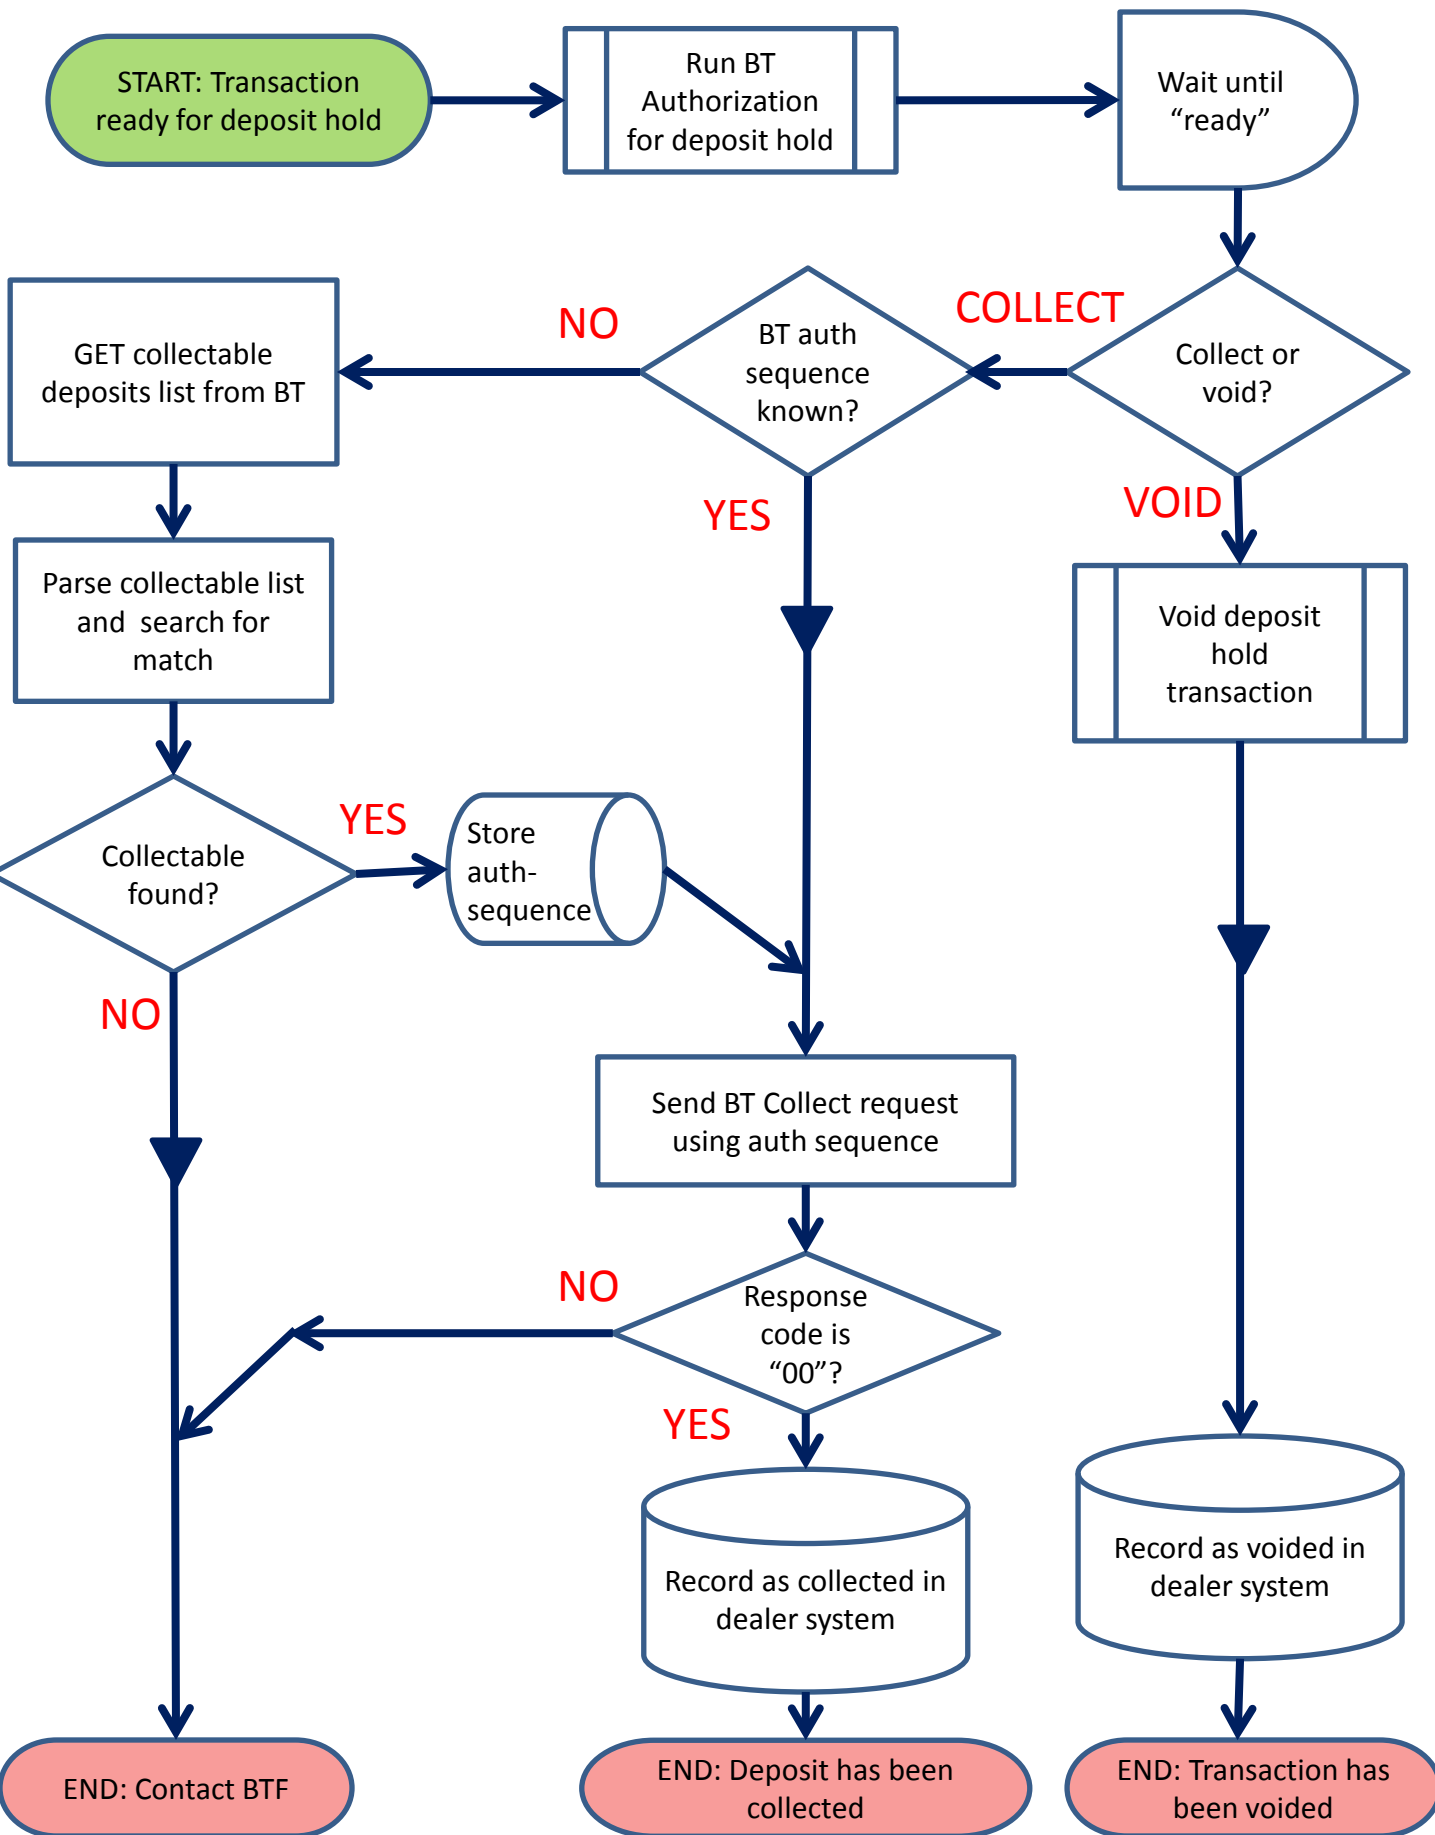 START: Transaction
ready for deposit hold
Run BT
Authorization
for deposit hold
Wait until
“ready”
Collect or
void?
COLLECT
BT auth
sequence
known?
NO
GET collectable
deposits list from BT
YES
VOID
Parse collectable list
and search for
match
Void deposit
hold
transaction
Collectable
found?
YES
Store
auth-
sequence
NO
Send BT Collect request
using auth sequence
Response
code is
“00”?
NO
YES
Record as collected in
dealer system
Record as voided in
dealer system
END: Contact BTF
END: Deposit has been
collected
END: Transaction has
been voided